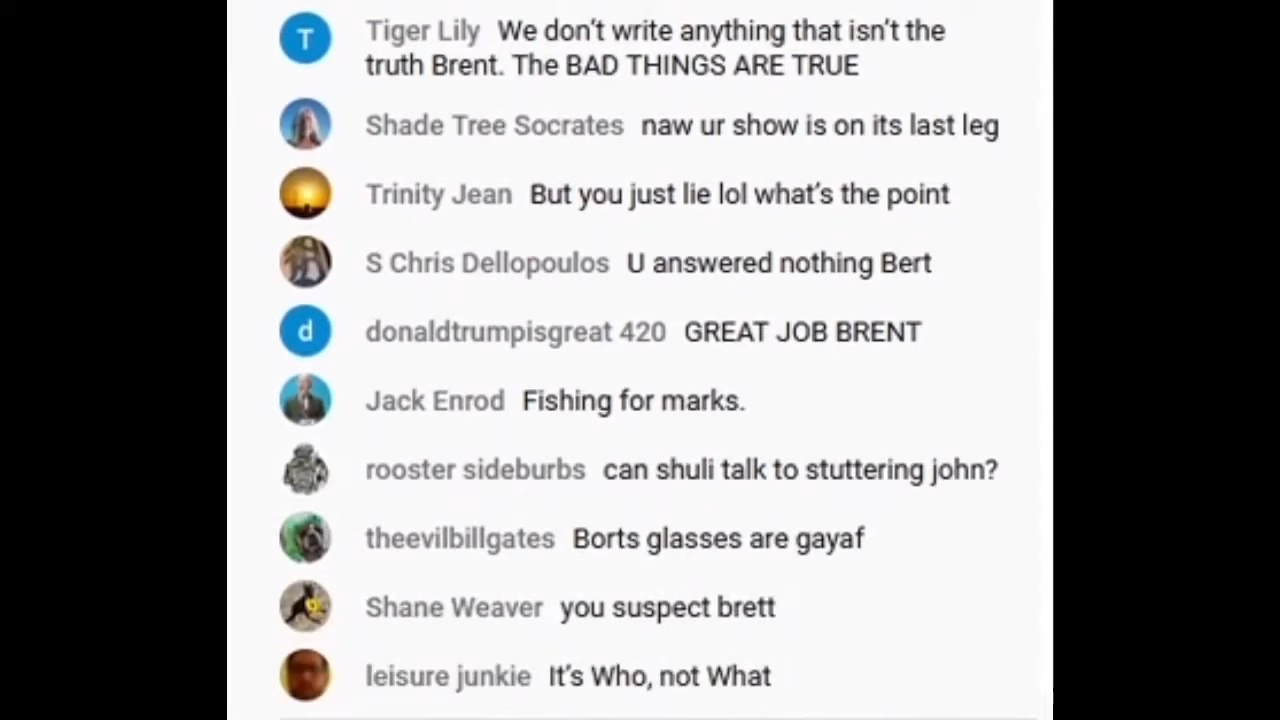 T Tiger Lily We don't write anything that isn't the
truth Brent. The BAD THINGS ARE TRUE
Shade Tree Socrates naw ur show is on its last leg
Trinity Jean But you just lie lol what's the point
S Chris Dellopoulos U answered nothing Bert
d donaldtrumpisgreat 420 GREAT JOB BRENT
Jack Enrod Fishing for marks.
rooster sideburbs can shuli talk to stuttering john?
theevilbillgates Borts glasses are gayaf
Shane Weaver you suspect brett
leisure junkie It's Who, not What